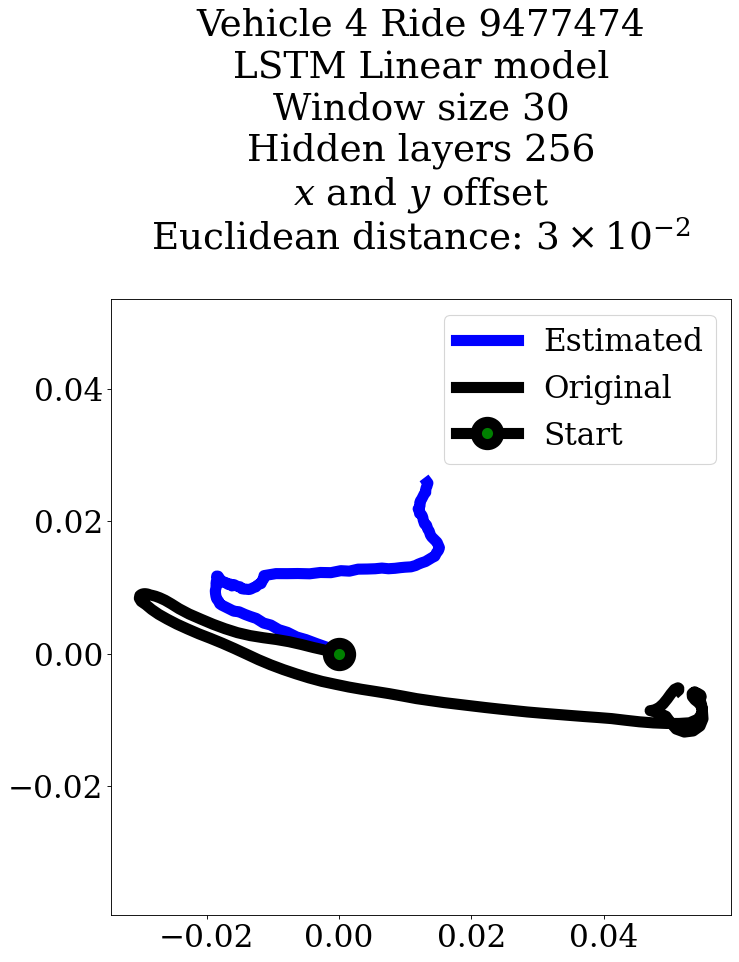 Vehicle 4 Ride 9477474
LSTM Linear model
Window size 30
Hidden layers 256
x and y offset
Euclidean distance: 3 × 10⁻²
Estimated
Original
Start
0.04
0.02
0.00
−0.02
−0.02 0.00 0.02 0.04